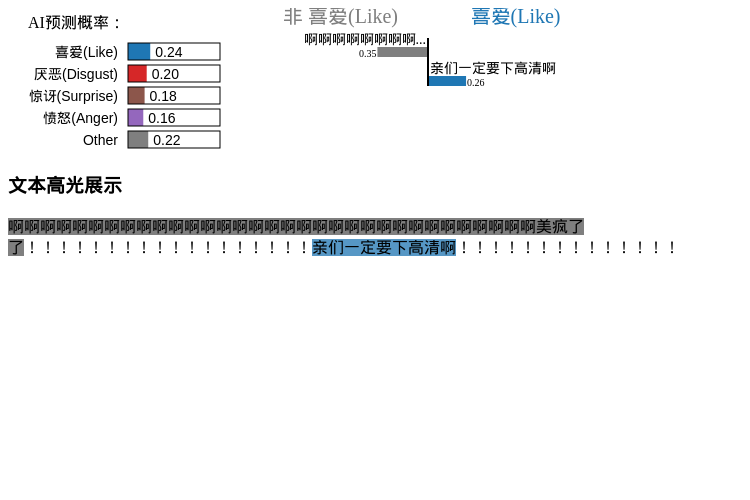 AI预测概率：
喜爱(Like) 0.24
厌恶(Disgust) 0.20
惊讶(Surprise) 0.18
愤怒(Anger) 0.16
Other 0.22
非 喜爱(Like) 喜爱(Like)
啊啊啊啊啊啊啊啊...
0.35
亲们一定要下高清啊
0.26
文本高光展示
啊啊啊啊啊啊啊啊啊啊啊啊啊啊啊啊啊啊啊啊啊啊啊啊啊啊啊啊啊啊啊啊啊美疯了
了！！！！！！！！！！！！！！！！！！亲们一定要下高清啊！！！！！！！！！！！！！！